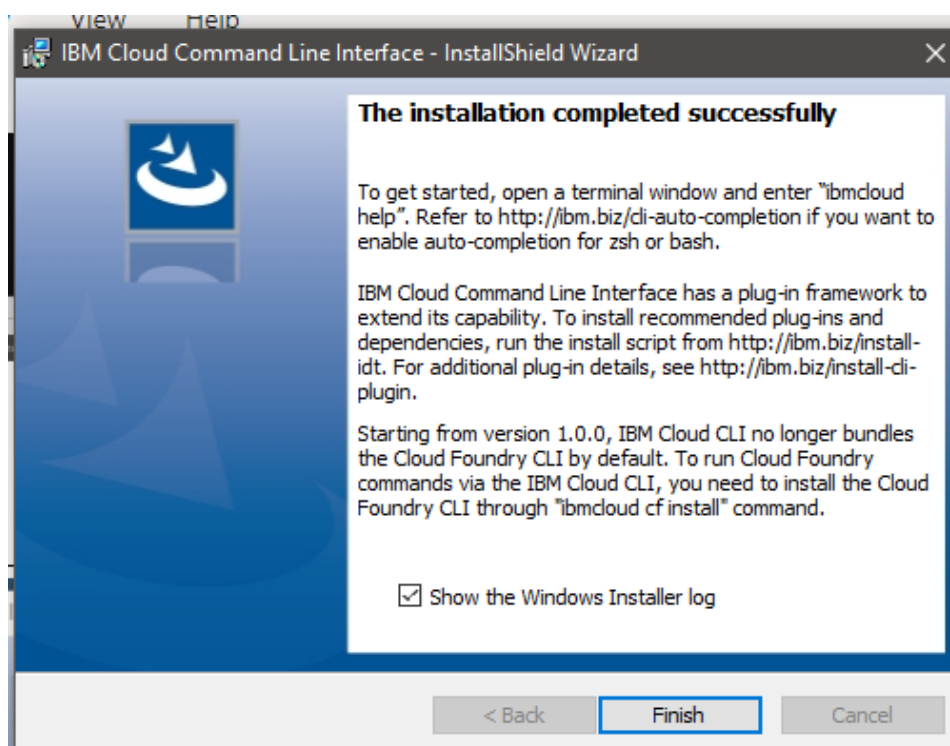 View Help
IBM Cloud Command Line Interface - InstallShield Wizard
The installation completed successfully
To get started, open a terminal window and enter "ibmcloud
help". Refer to http://ibm.biz/cli-auto-completion if you want to
enable auto-completion for zsh or bash.
IBM Cloud Command Line Interface has a plug-in framework to
extend its capability. To install recommended plug-ins and
dependencies, run the install script from http://ibm.biz/install-
idt. For additional plug-in details, see http://ibm.biz/install-cli-
plugin.
Starting from version 1.0.0, IBM Cloud CLI no longer bundles
the Cloud Foundry CLI by default. To run Cloud Foundry
commands via the IBM Cloud CLI, you need to install the Cloud
Foundry CLI through "ibmcloud cf install" command.
Show the Windows Installer log
< Back Finish Cancel